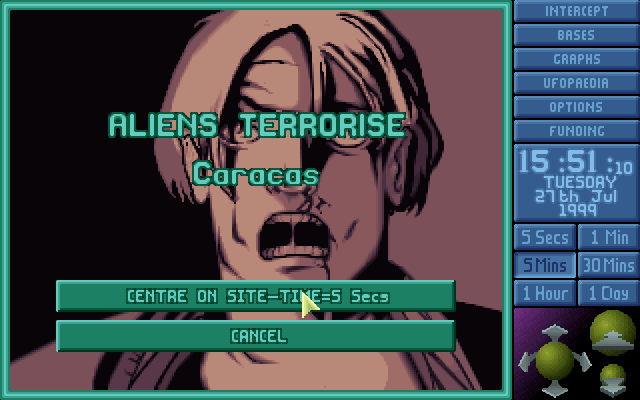 ALIENS TERRORISE
Caracas
CENTRE ON SITE-TIME=5 Secs
CANCEL
INTERCEPT
BASES
GRAPHS
UFOPAEDIA
OPTIONS
FUNDING
15 :51 :10
TUESDAY
27th Jul
1999
5 Secs 1 Min
5 Mins 30 Mins
1 Hour 1 Day